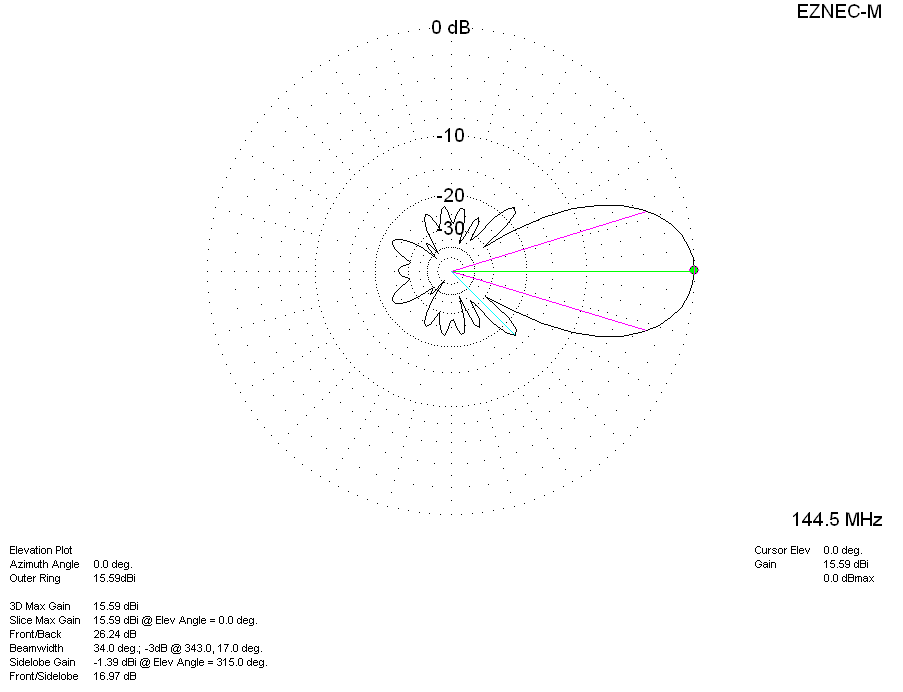 EZNEC-M
0 dB
-10
-20
-30
144.5 MHz
Elevation Plot
Azimuth Angle 0.0 deg.
Outer Ring 15.59dBi
Cursor Elev 0.0 deg.
Gain 15.59 dBi
0.0 dBmax
3D Max Gain 15.59 dBi
Slice Max Gain 15.59 dBi @ Elev Angle = 0.0 deg.
Front/Back 26.24 dB
Beamwidth 34.0 deg.; -3dB @ 343.0, 17.0 deg.
Sidelobe Gain -1.39 dBi @ Elev Angle = 315.0 deg.
Front/Sidelobe 16.97 dB